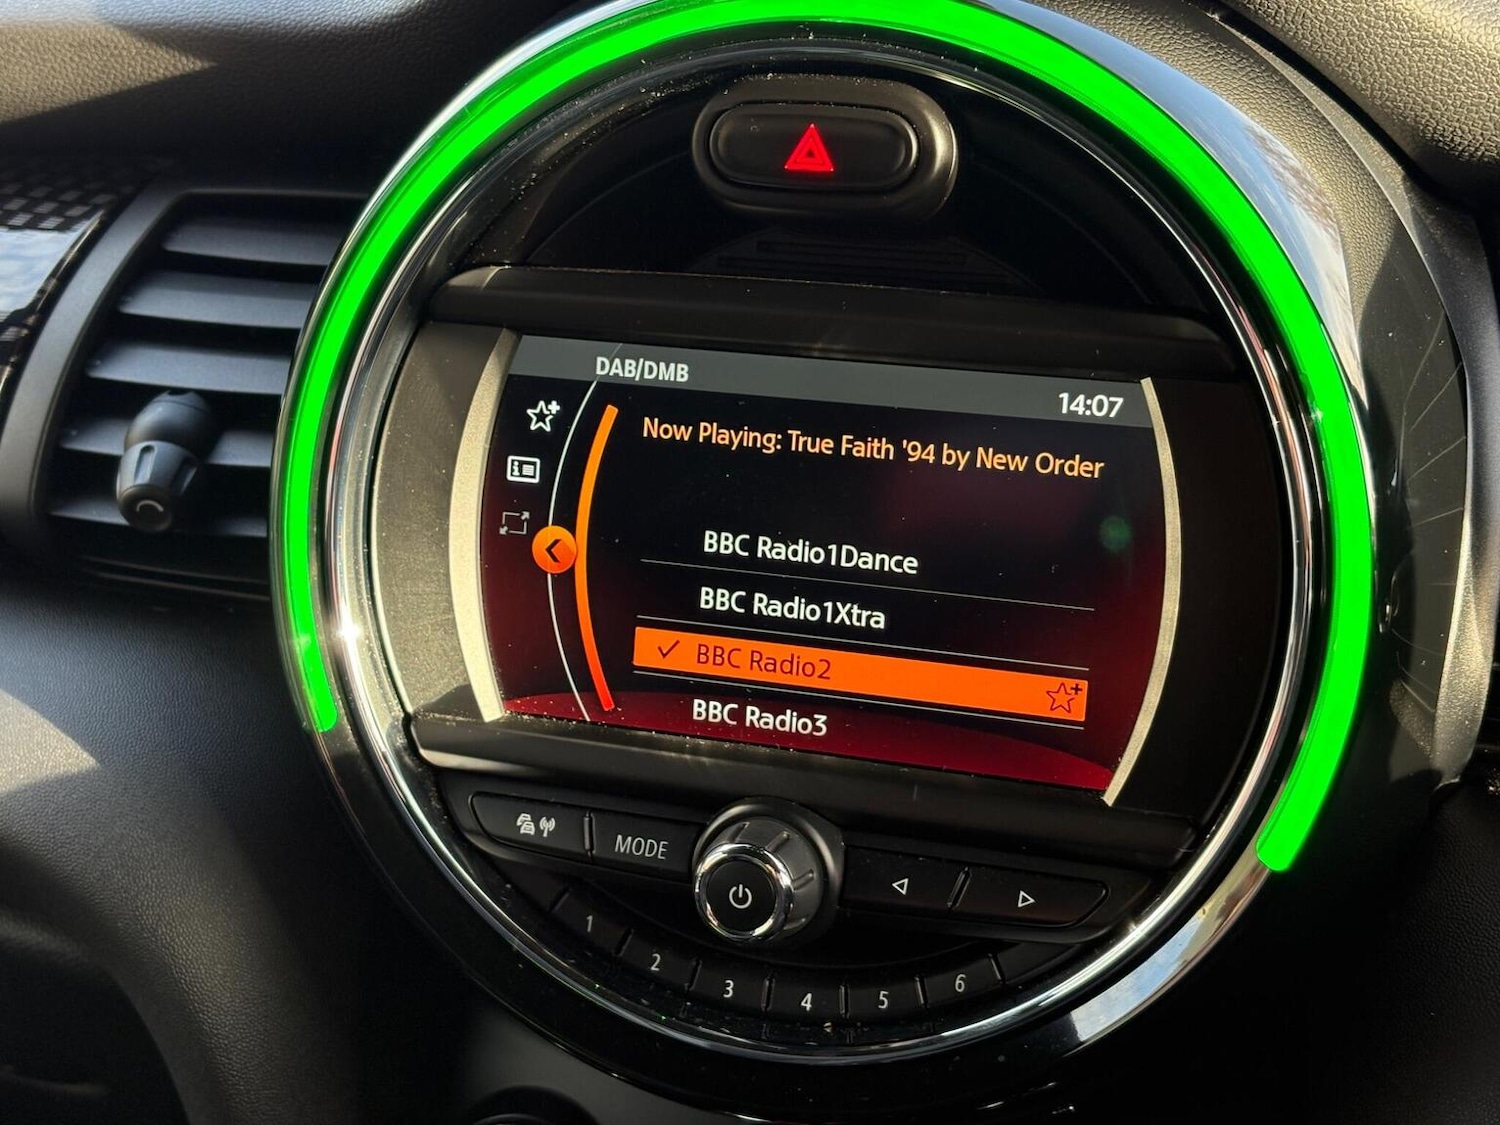 DAB/DMB
14:07
Now Playing: True Faith '94 by New Order
BBC Radio1Dance
BBC Radio1Xtra
BBC Radio2
BBC Radio3
MODE
1
2
3
4
5
6